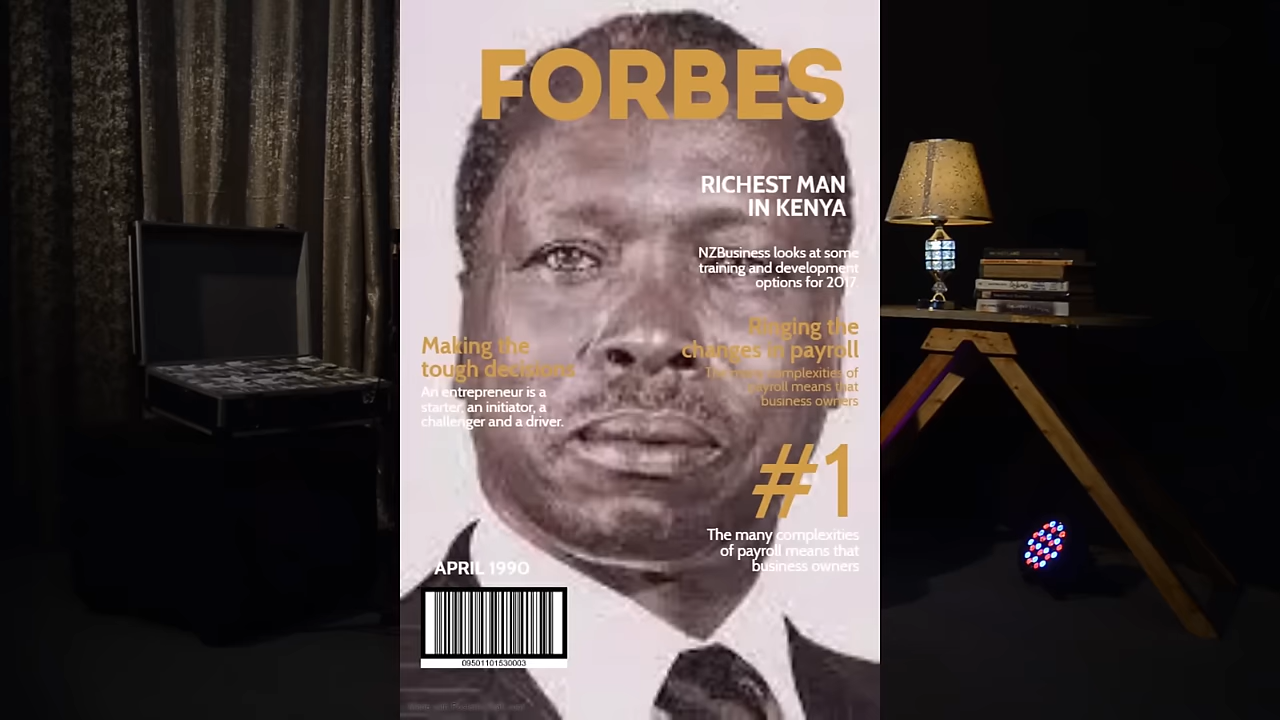 FORBES
RICHEST MAN
IN KENYA
NZBusiness looks at some
training and development
options for 2017.
Ringing the
changes in payroll
The many complexities of
payroll means that
business owners
Making the
tough decisions
An entrepreneur is a
starter, an initiator, a
challenger and a driver.
#1
The many complexities
of payroll means that
business owners
APRIL 1990
09501101530003